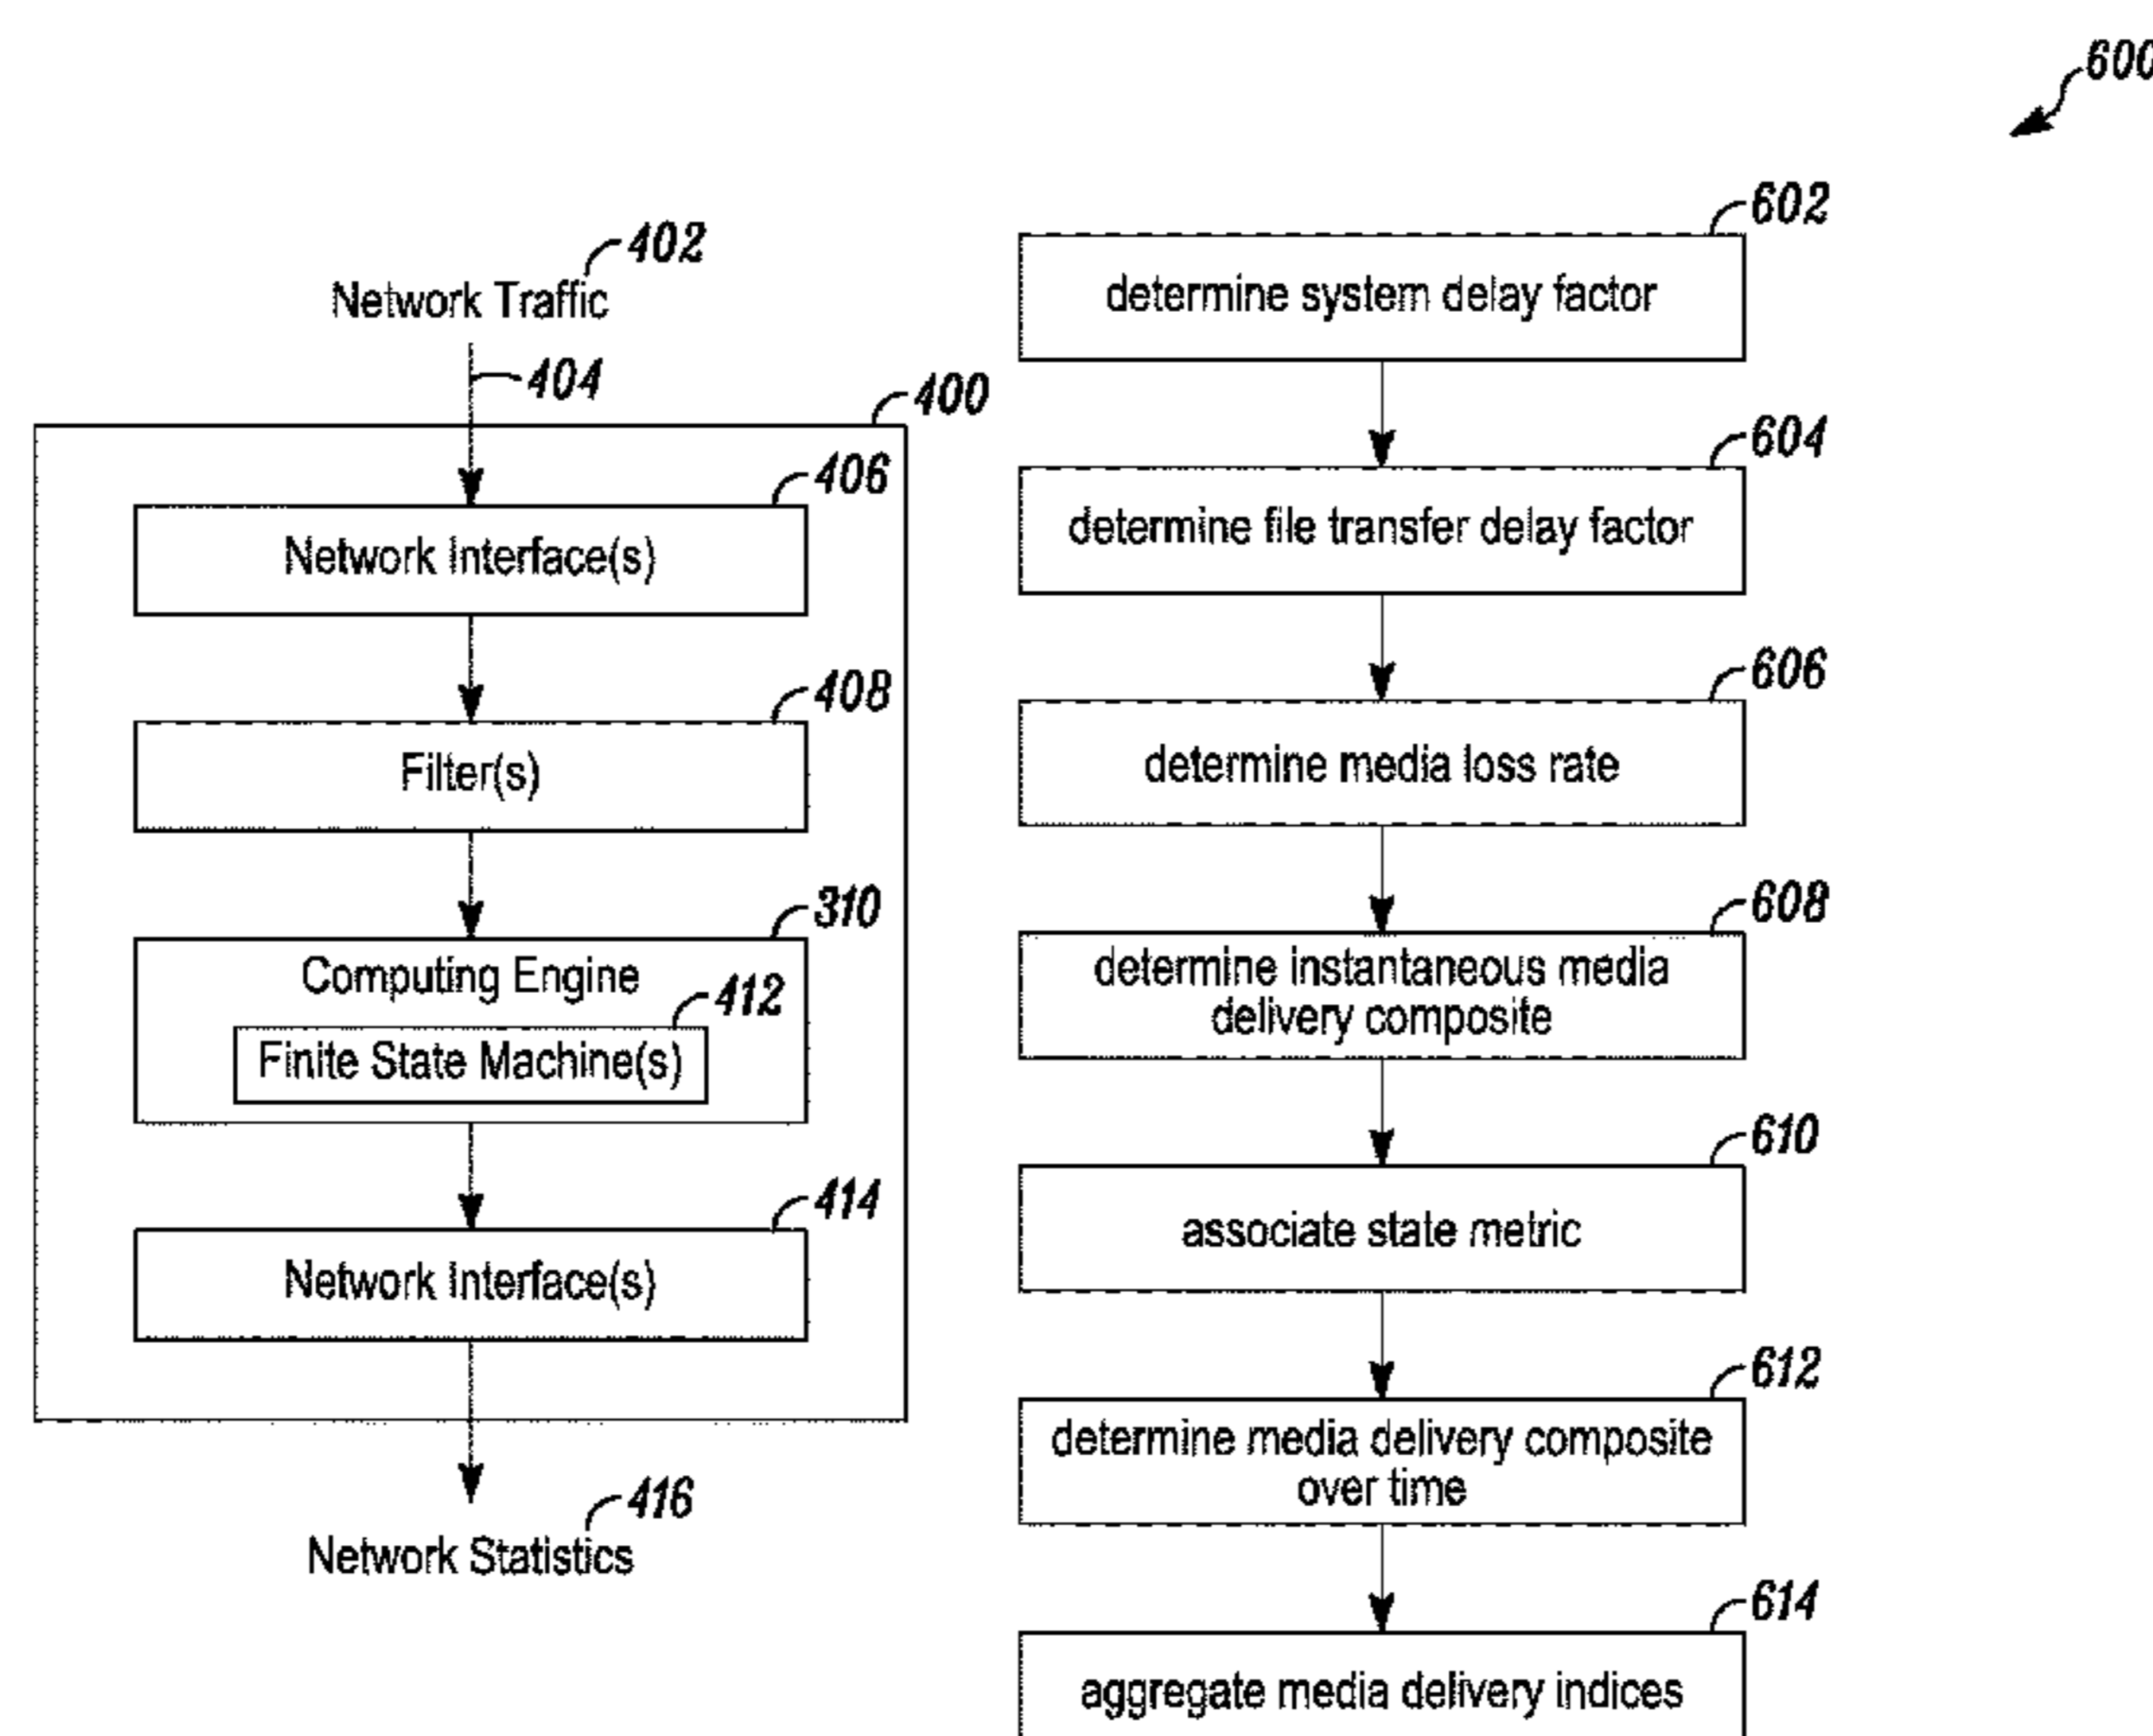 600
402
Network Traffic
404
400
406
Network Interface(s)
408
Filter(s)
310
Computing Engine
412
Finite State Machine(s)
414
Network Interface(s)
416
Network Statistics
602
determine system delay factor
604
determine file transfer delay factor
606
determine media loss rate
608
determine instantaneous media
delivery composite
610
associate state metric
612
determine media delivery composite
over time
614
aggregate media delivery indices